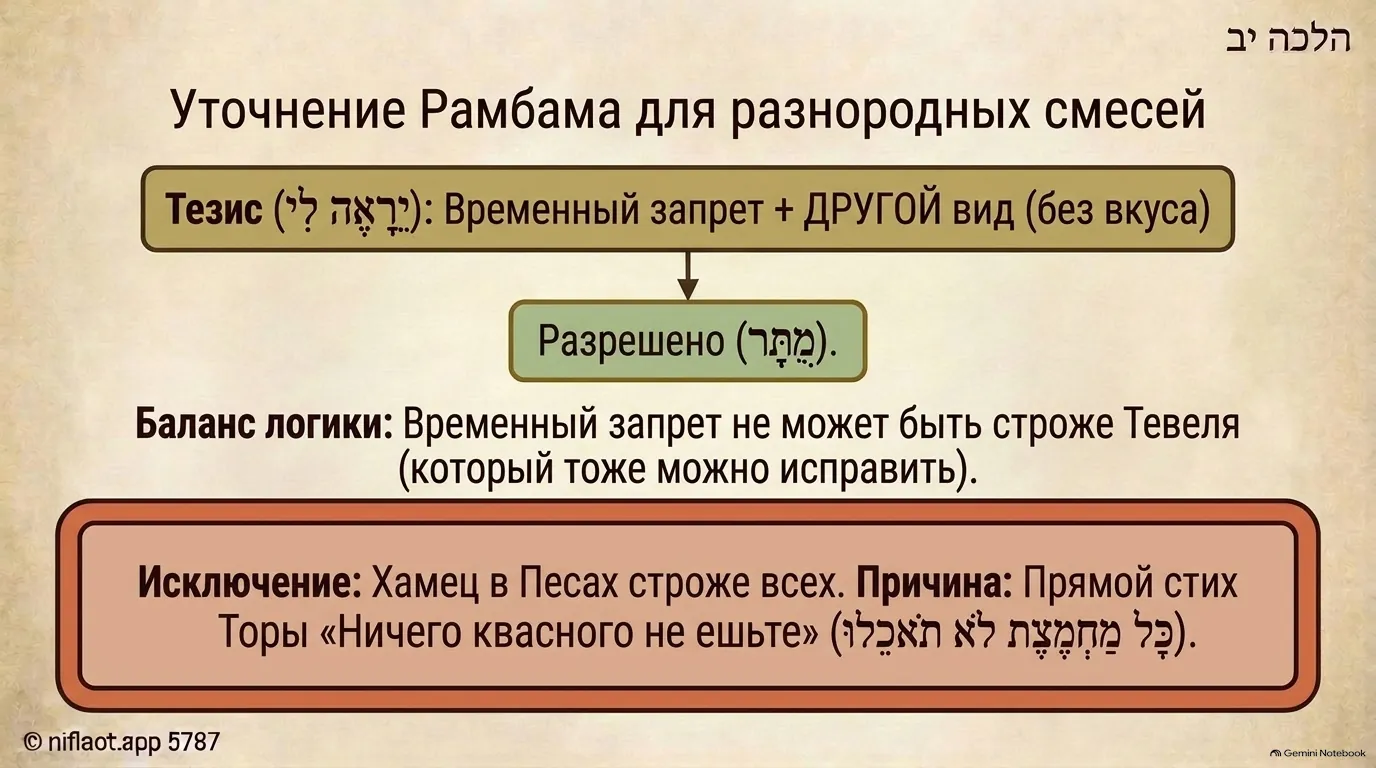 הלכה יב
Уточнение Рамбама для разнородных смесей
Тезис (יֵרָאֶה לִי): Временный запрет + ДРУГОЙ вид (без вкуса)
Разрешено (מֻתָּר).
Баланс логики: Временный запрет не может быть строже Тевеля
(который тоже можно исправить).
Исключение: Хамец в Песах строже всех. Причина: Прямой стих
Торы «Ничего квасного не ешьте» (כָּל מַחְמֶצֶת לֹא תֹאכֵלוּ).
© niflaot.app 5787
Gemini Notebook